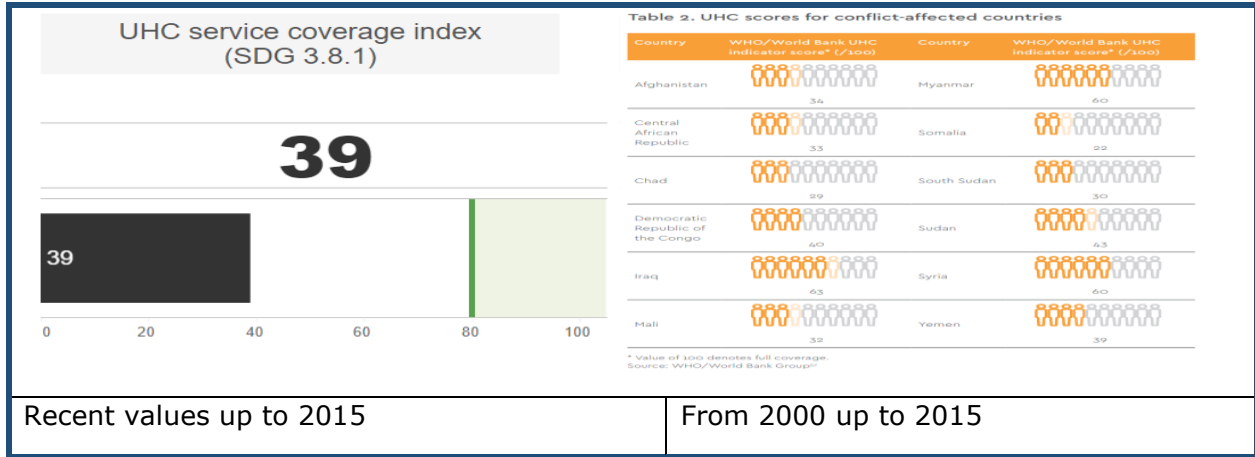 UHC service coverage index
(SDG 3.8.1)
39
39
0 20 40 60 80 100
Table 2. UHC scores for conflict-affected countries
Country WHO/World Bank UHC indicator score* (/100) Country WHO/World Bank UHC indicator score* (/100)
Afghanistan 34 Myanmar 60
Central African Republic 33 Somalia 22
Chad 29 South Sudan 30
Democratic Republic of the Congo 40 Sudan 43
Iraq 63 Syria 60
Mali 32 Yemen 39
* Value of 100 denotes full coverage.
Source: WHO/World Bank Group
Recent values up to 2015
From 2000 up to 2015